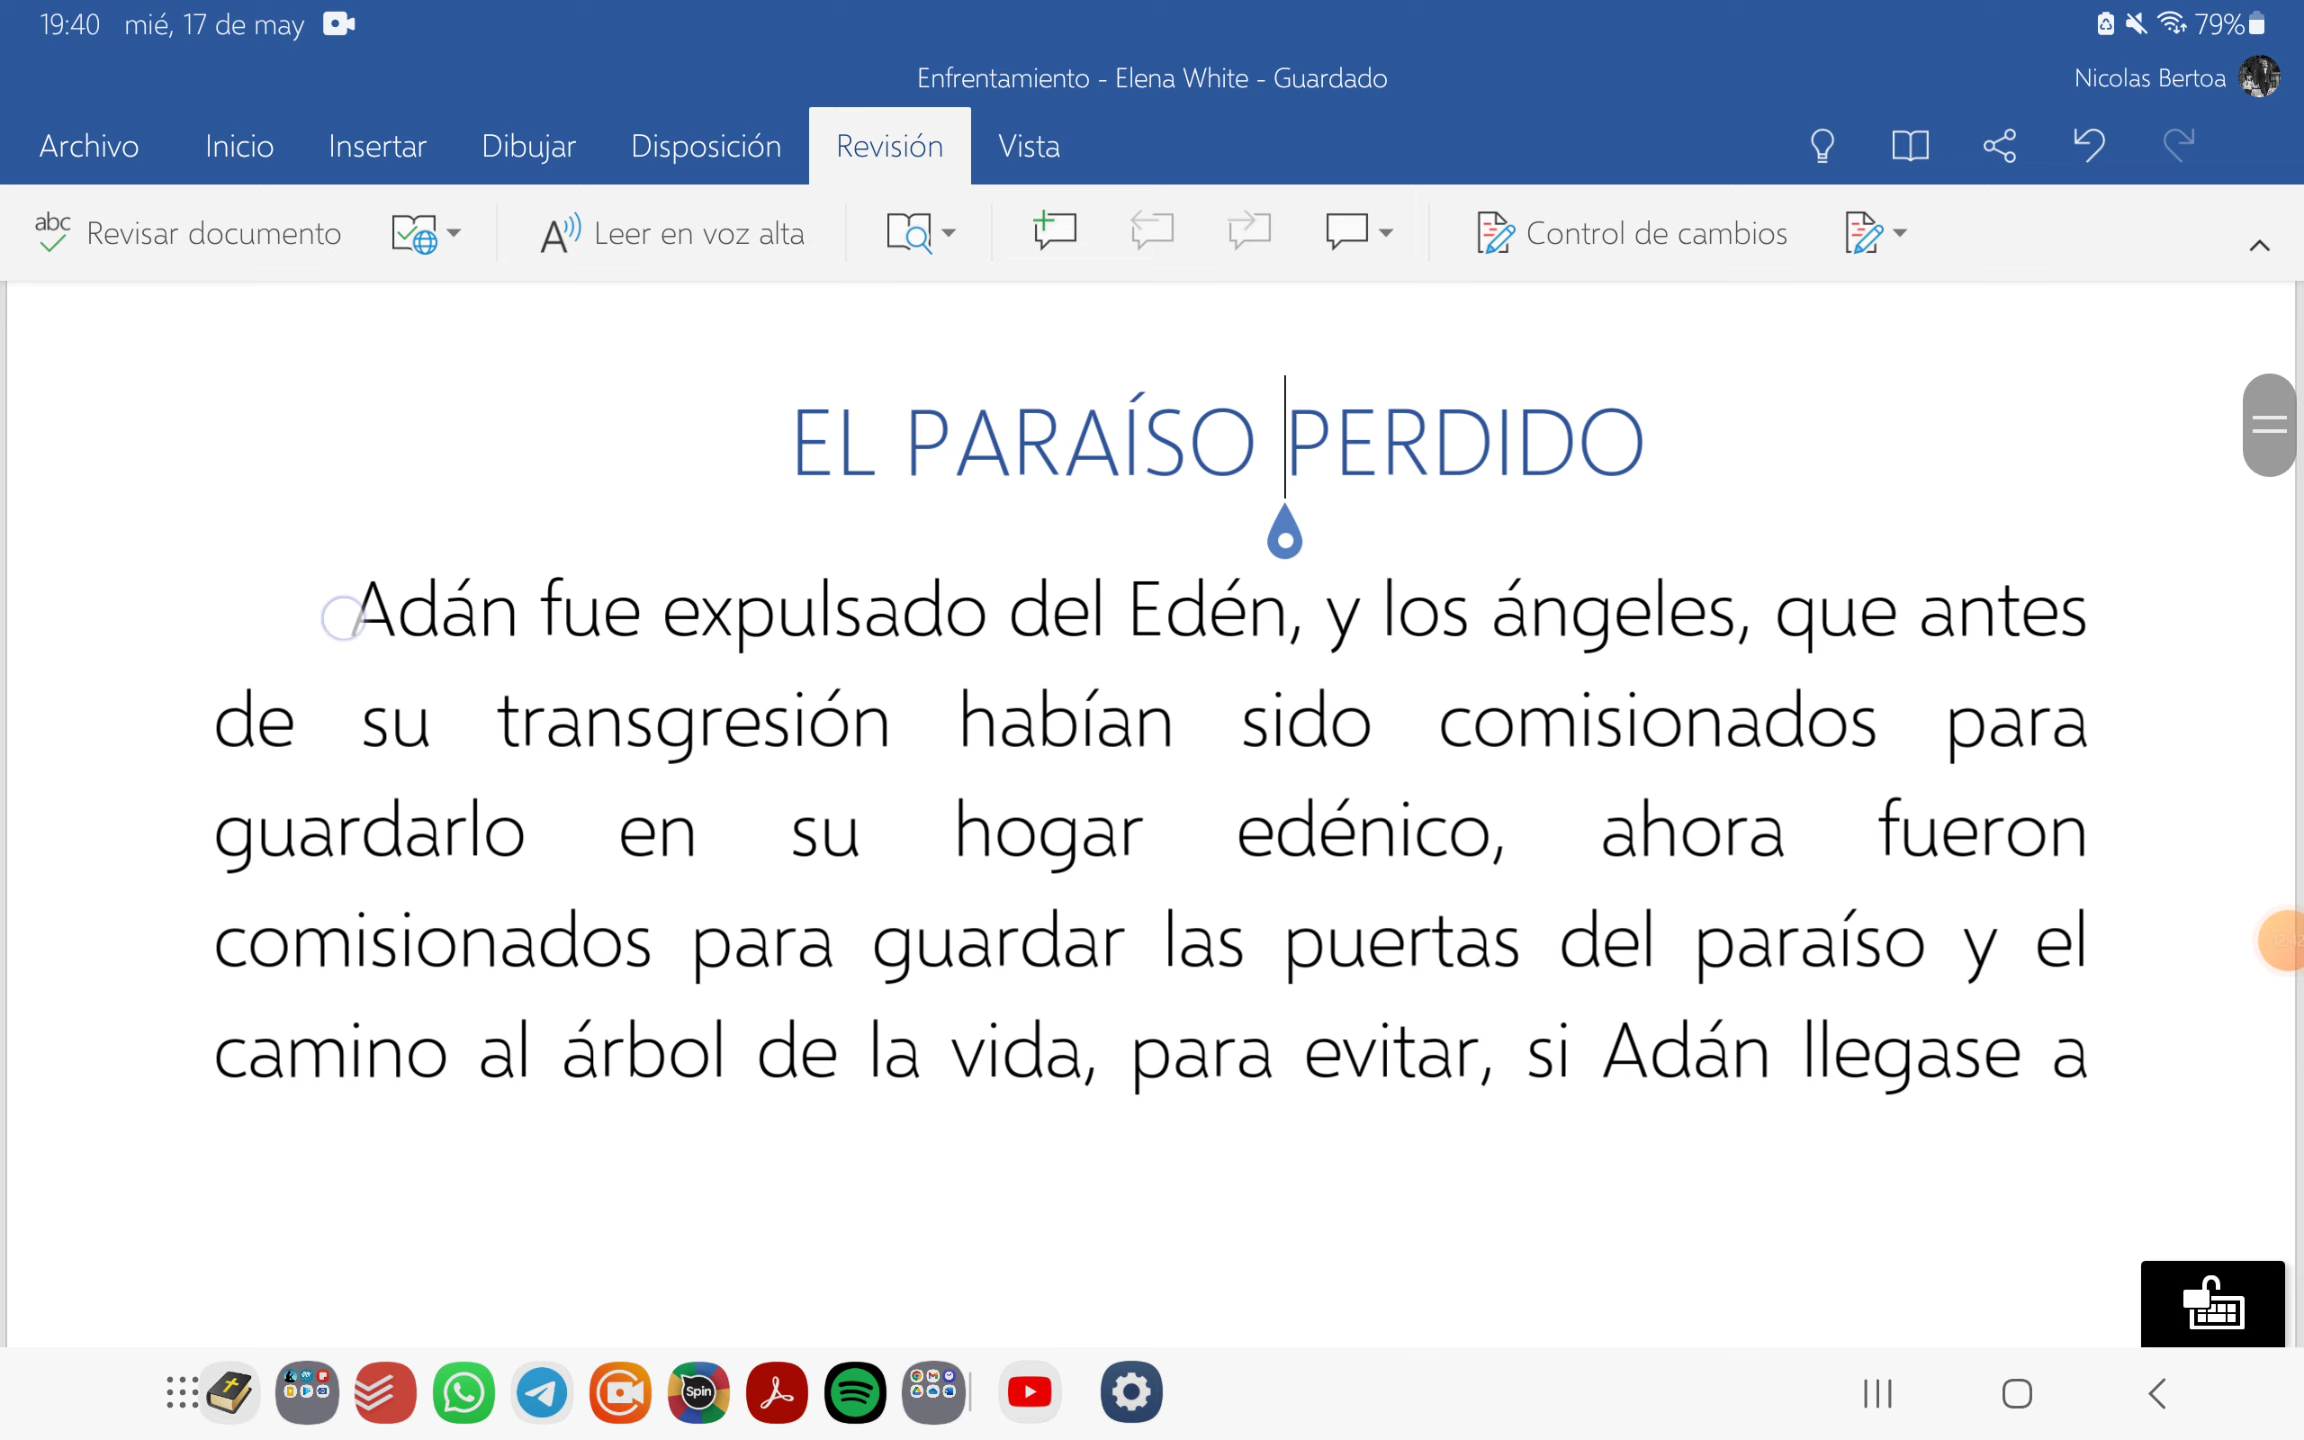 19:40 mié, 17 de may 79%
Enfrentamiento - Elena White - Guardado
Nicolas Bertoa
Archivo Inicio Insertar Dibujar Disposición Revisión Vista
abc Revisar documento A Leer en voz alta Control de cambios
EL PARAÍSO PERDIDO
Adán fue expulsado del Edén, y los ángeles, que antes
de su transgresión habían sido comisionados para
guardarlo en su hogar edénico, ahora fueron
comisionados para guardar las puertas del paraíso y el
camino al árbol de la vida, para evitar, si Adán llegase a
Spin